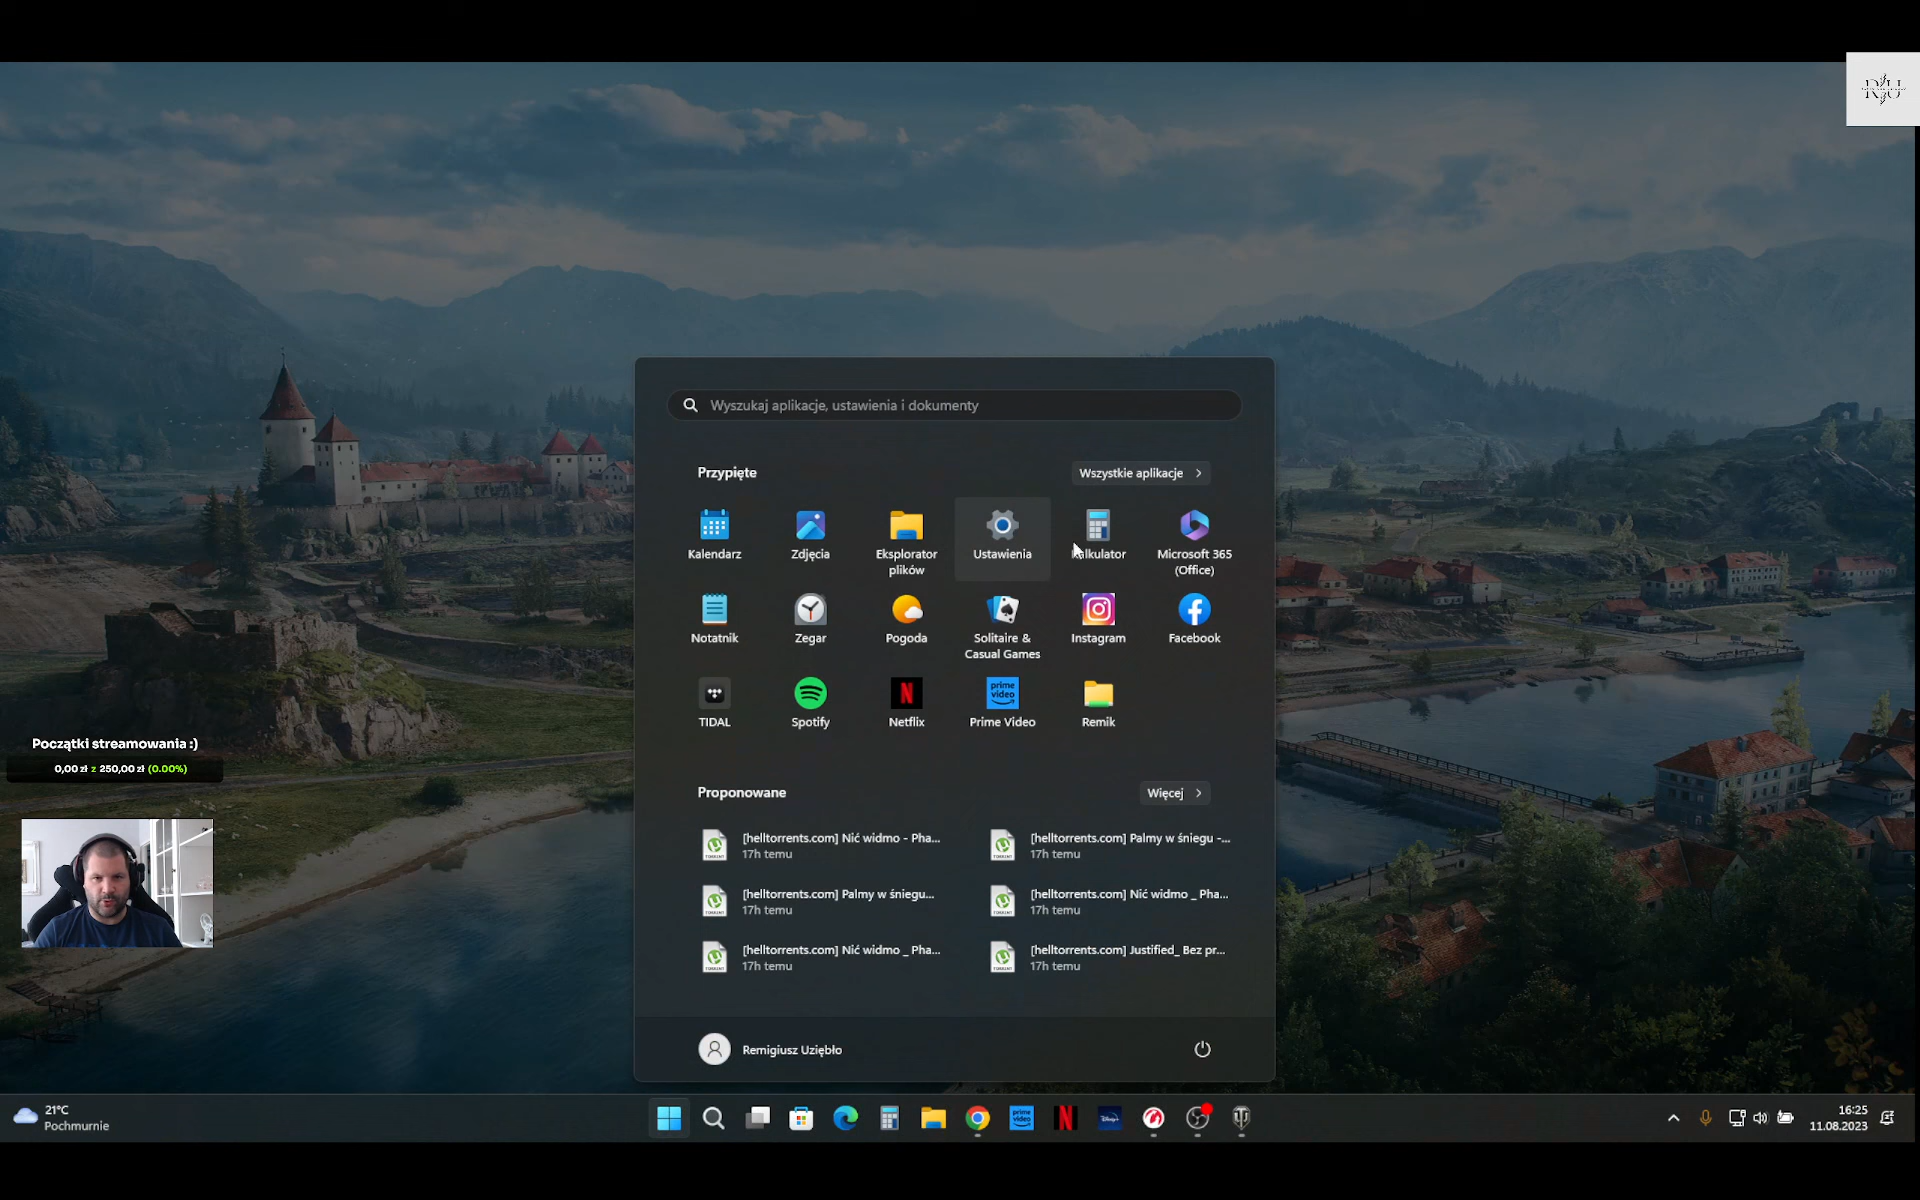 RU
Wyszukaj aplikacje, ustawienia i dokumenty
Przypięte
Wszystkie aplikacje
Kalendarz
Zdjęcia
Eksplorator
plików
Ustawienia
Kalkulator
Microsoft 365
(Office)
Notatnik
Zegar
Pogoda
Solitaire &
Casual Games
Instagram
Facebook
TIDAL
Spotify
Netflix
prime
video
Prime Video
Remik
Proponowane
Więcej
[helltorrents.com] Nić widmo - Pha...
17h temu
[helltorrents.com] Palmy w śniegu -...
17h temu
[helltorrents.com] Palmy w śniegu...
17h temu
[helltorrents.com] Nić widmo _ Pha...
17h temu
[helltorrents.com] Nić widmo _ Pha...
17h temu
[helltorrents.com] Justified_ Bez pr...
17h temu
Remigiusz Uziębło
Początki streamowania :)
0,00 zł z 250,00 zł (0.00%)
21°C
Pochmurnie
16:25
11.08.2023